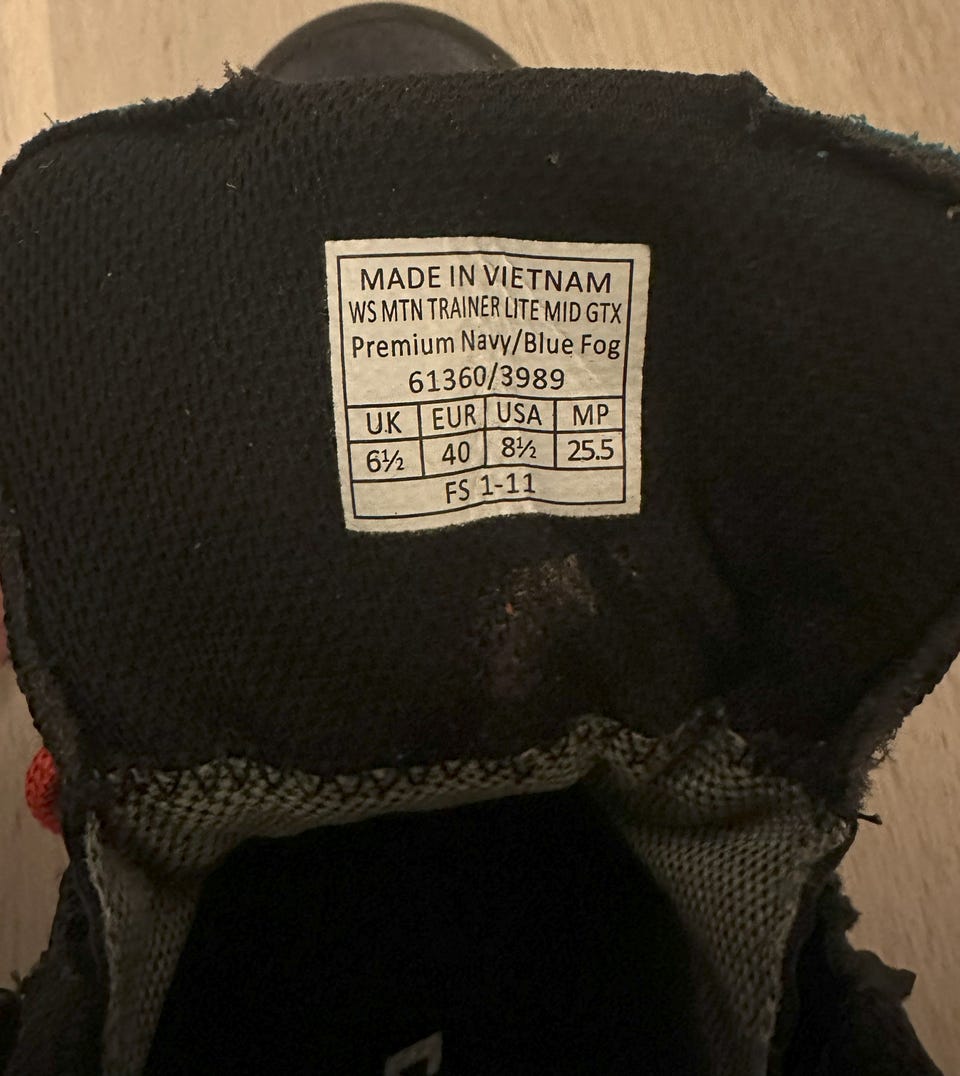 MADE IN VIETNAM
WS MTN TRAINER LITE MID GTX
Premium Navy/Blue Fog
61360/3989
UK EUR USA MP
6½ 40 8½ 25.5
FS 1-11